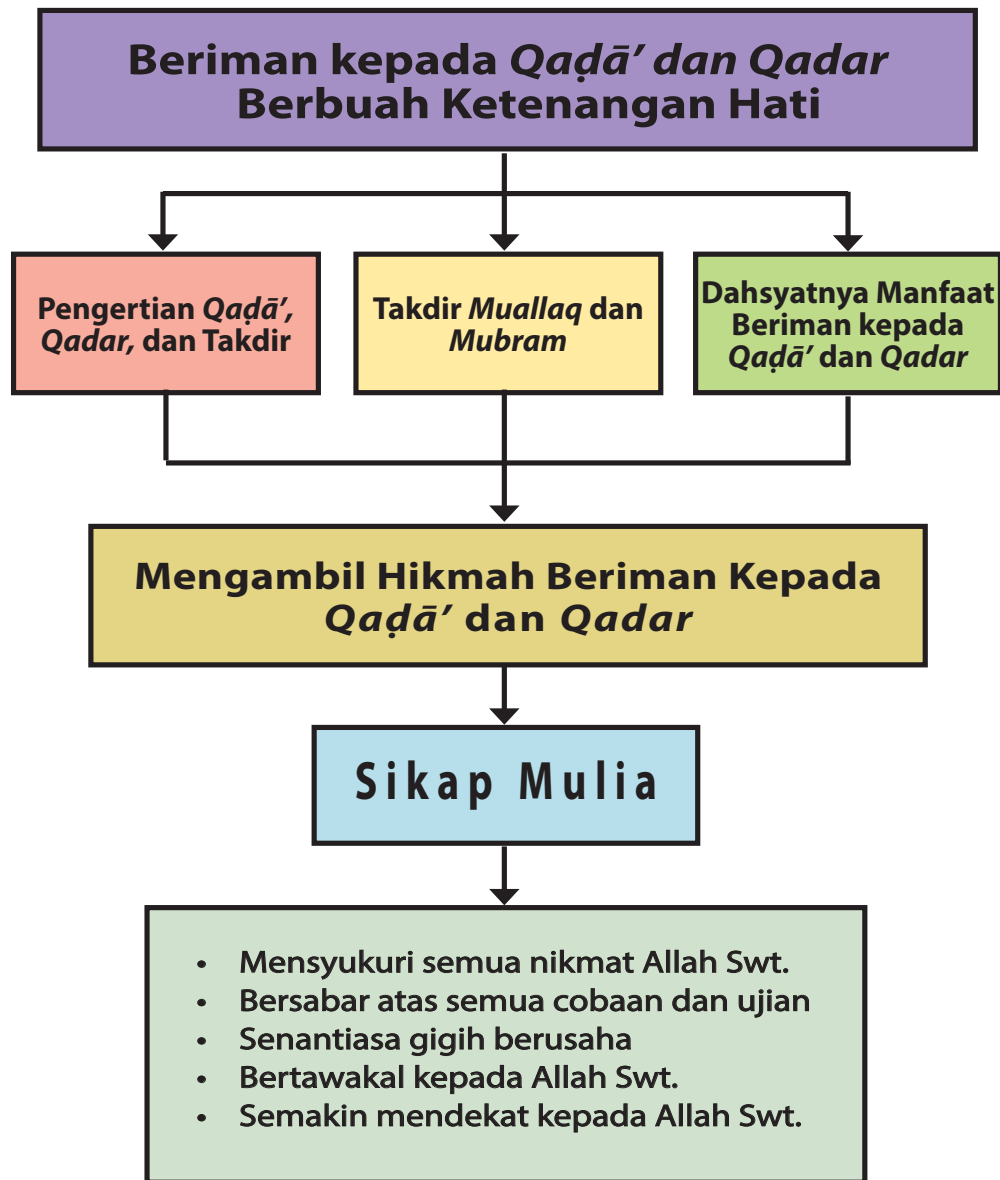 Beriman kepada Qaḍā’ dan Qadar
Berbuah Ketenangan Hati
Pengertian Qaḍā’,
Qadar, dan Takdir
Takdir Muallaq dan
Mubram
Dahsyatnya Manfaat
Beriman kepada
Qaḍā’ dan Qadar
Mengambil Hikmah Beriman Kepada
Qaḍā’ dan Qadar
Sikap Mulia
• Mensyukuri semua nikmat Allah Swt.
• Bersabar atas semua cobaan dan ujian
• Senantiasa gigih berusaha
• Bertawakal kepada Allah Swt.
• Semakin mendekat kepada Allah Swt.